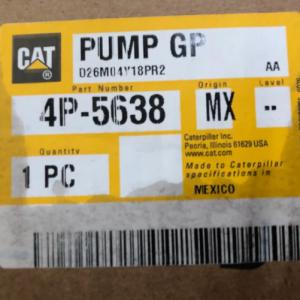 CAT
PUMP GP
D26M04Y18PR2
AA
Part Number
Origin
Level
4P-5638
MX
--
Quantity
1 PC
Caterpillar Inc.
Peoria, Illinois 61629 USA
www.cat.com
Made to Caterpillar
specifications in
MEXICO